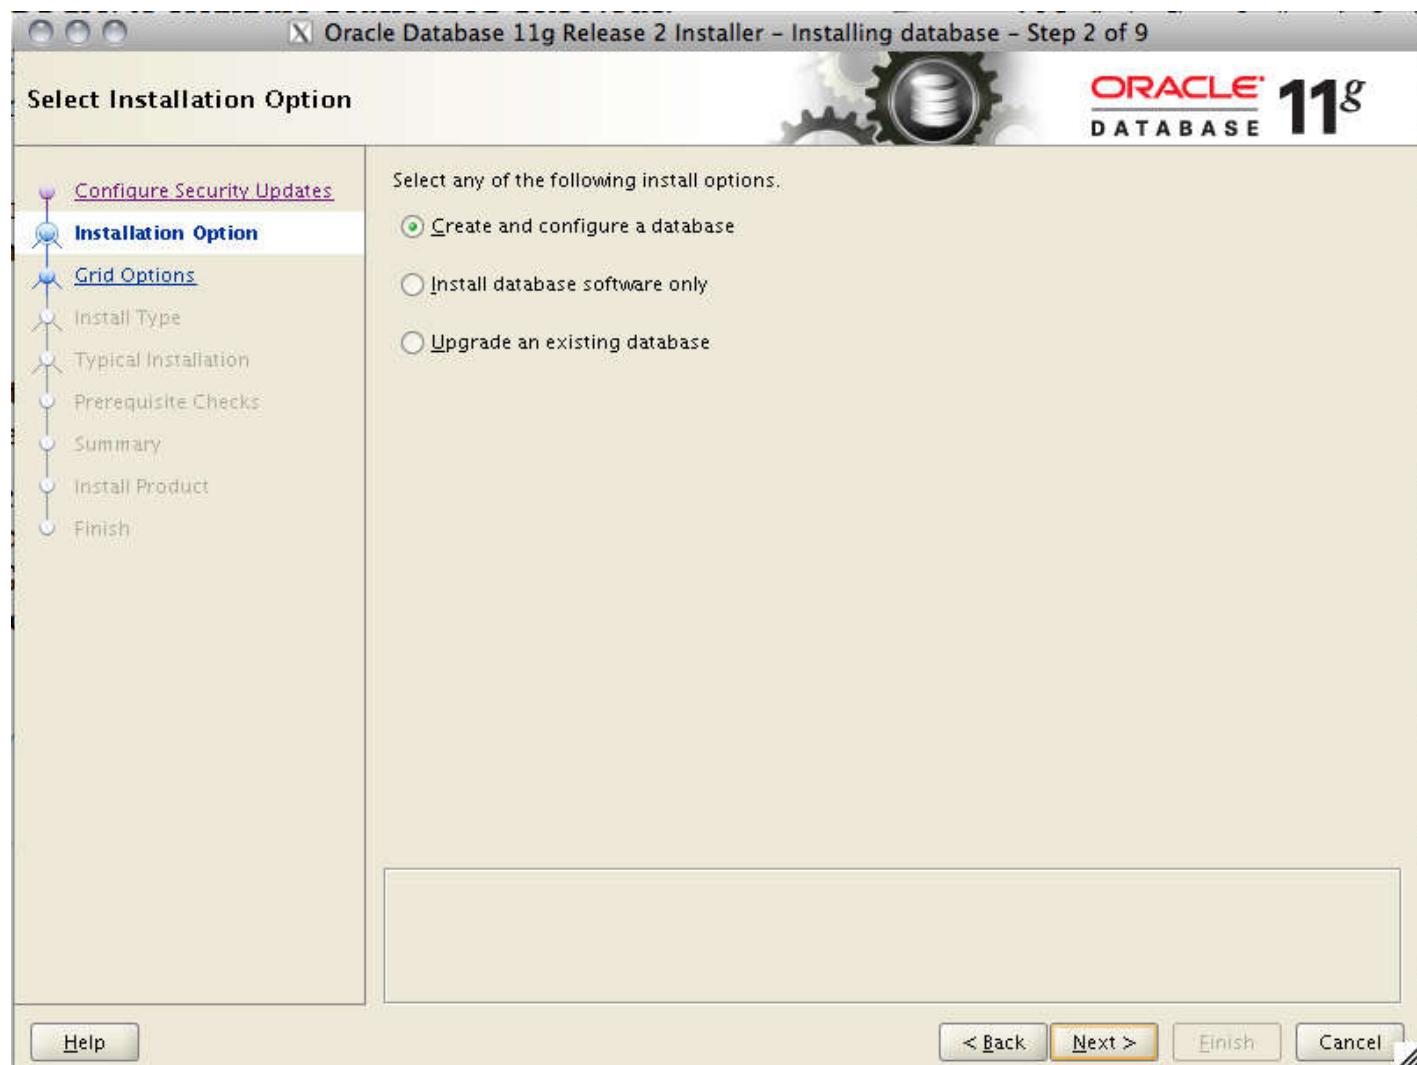 Oracle Database 11g Release 2 Installer - Installing database - Step 2 of 9
Select Installation Option
ORACLE
DATABASE
11g
Configure Security Updates
Installation Option
Grid Options
Install Type
Typical Installation
Prerequisite Checks
Summary
Install Product
Finish
Select any of the following install options.
Create and configure a database
Install database software only
Upgrade an existing database
Help
< Back
Next >
Finish
Cancel